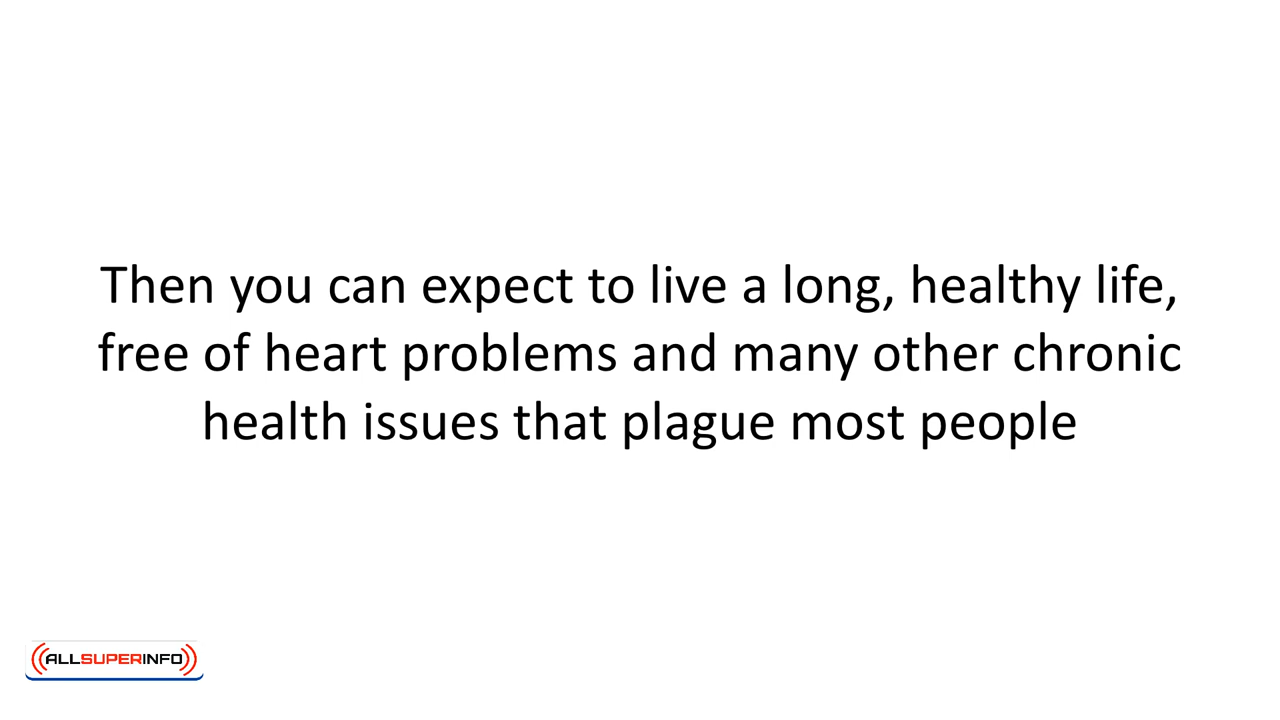 Then you can expect to live a long, healthy life,
free of heart problems and many other chronic
health issues that plague most people
ALLSUPERINFO